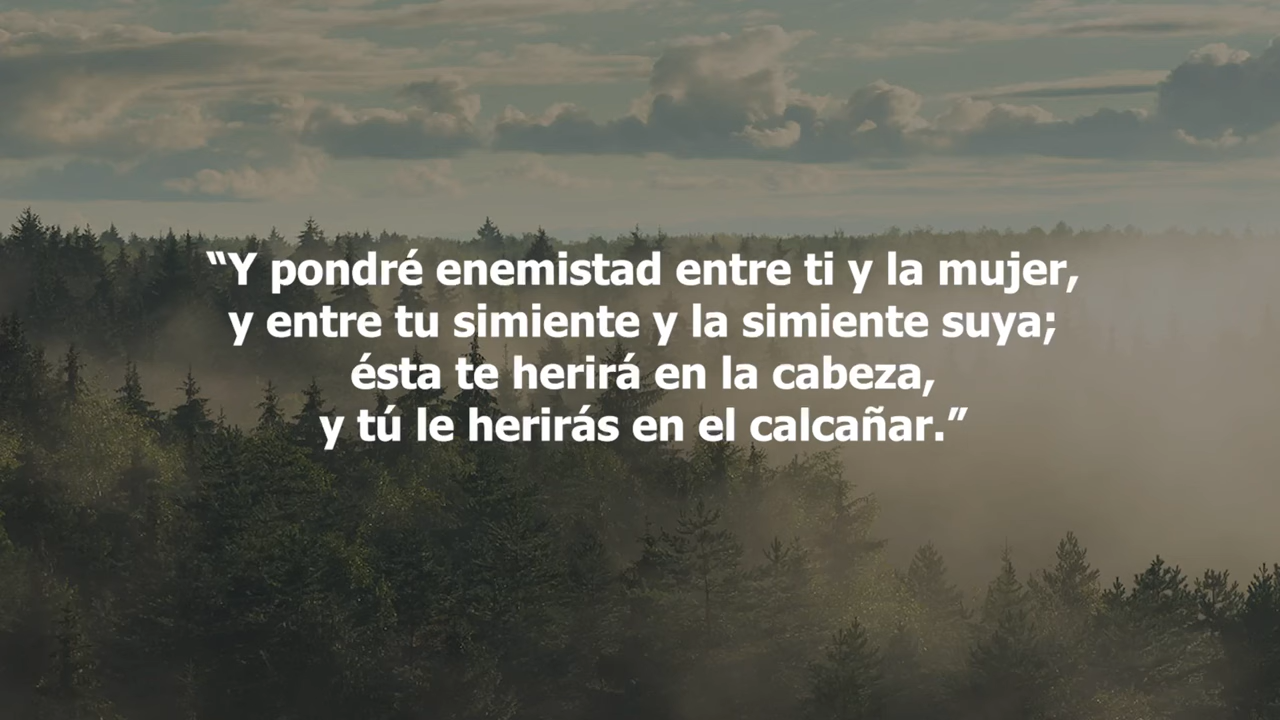 “Y pondré enemistad entre ti y la mujer,
y entre tu simiente y la simiente suya;
ésta te herirá en la cabeza,
y tú le herirás en el calcañar.”